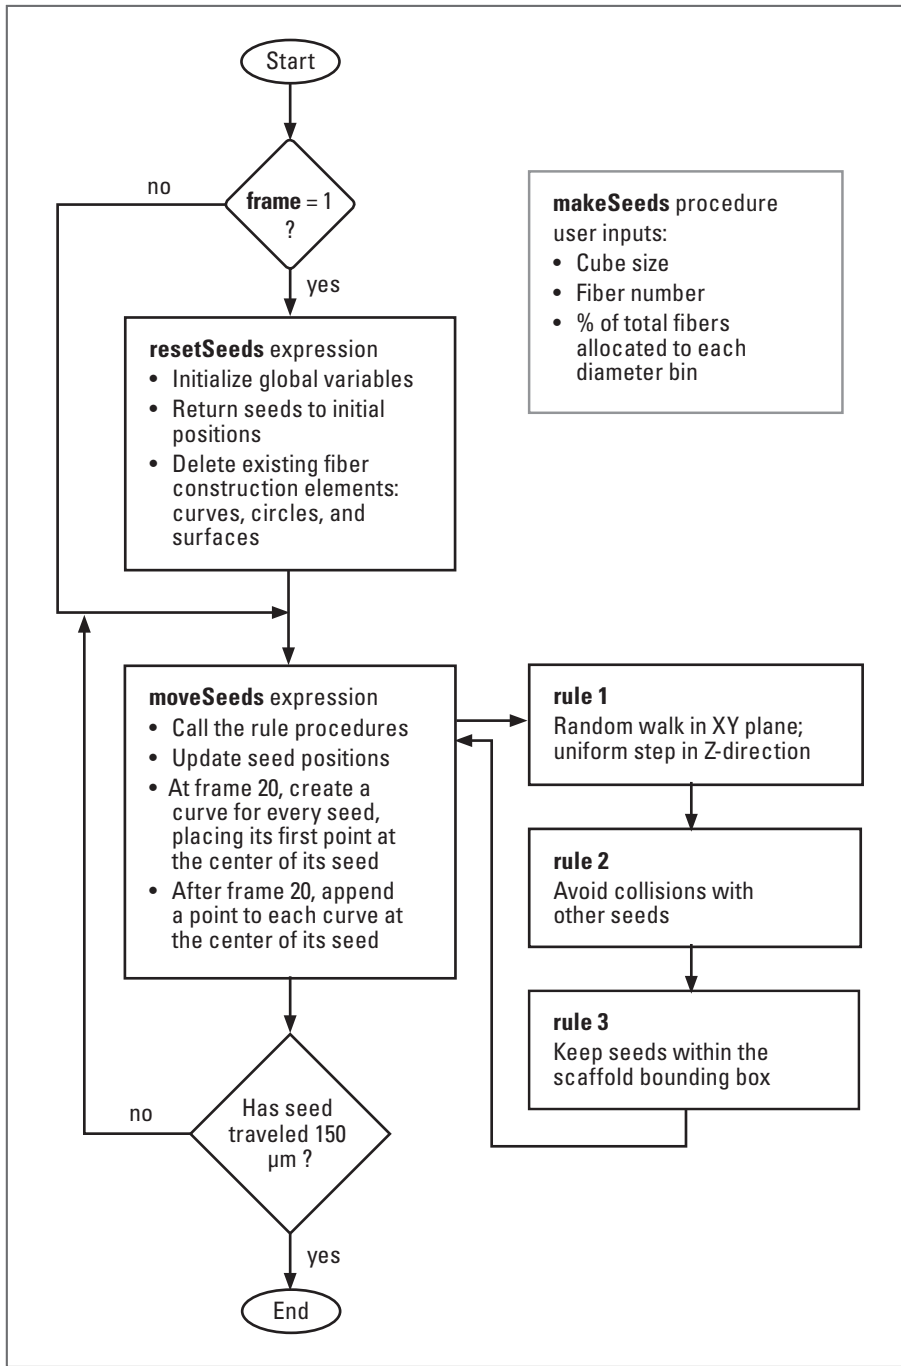 Start
no
frame = 1
?
yes
makeSeeds procedure
user inputs:
• Cube size
• Fiber number
• % of total fibers
allocated to each
diameter bin
resetSeeds expression
• Initialize global variables
• Return seeds to initial
positions
• Delete existing fiber
construction elements:
curves, circles, and
surfaces
moveSeeds expression
• Call the rule procedures
• Update seed positions
• At frame 20, create a
curve for every seed,
placing its first point at
the center of its seed
• After frame 20, append
a point to each curve at
the center of its seed
rule 1
Random walk in XY plane;
uniform step in Z-direction
rule 2
Avoid collisions with
other seeds
rule 3
Keep seeds within the
scaffold bounding box
no
Has seed
traveled 150
µm ?
yes
End